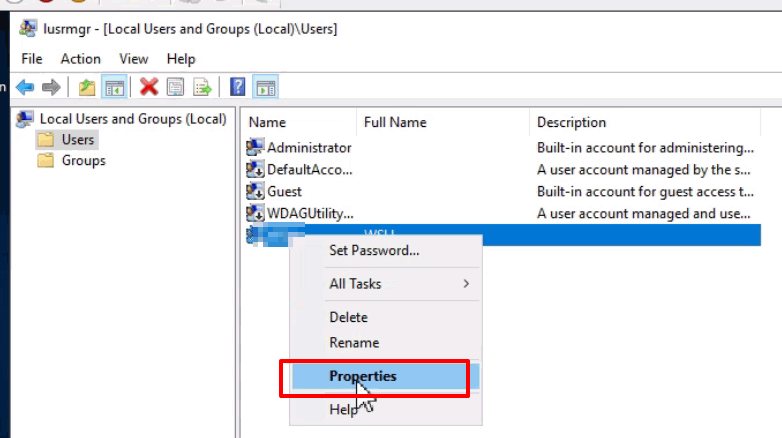 lusrmgr - [Local Users and Groups (Local)\Users]
File Action View Help
Local Users and Groups (Local)
Users
Groups
Name Full Name Description
Administrator Built-in account for administering...
DefaultAcco... A user account managed by the s...
Guest Built-in account for guest access t...
WDAGUtility... A user account managed and use...
Set Password...
All Tasks
Delete
Rename
Properties
Help